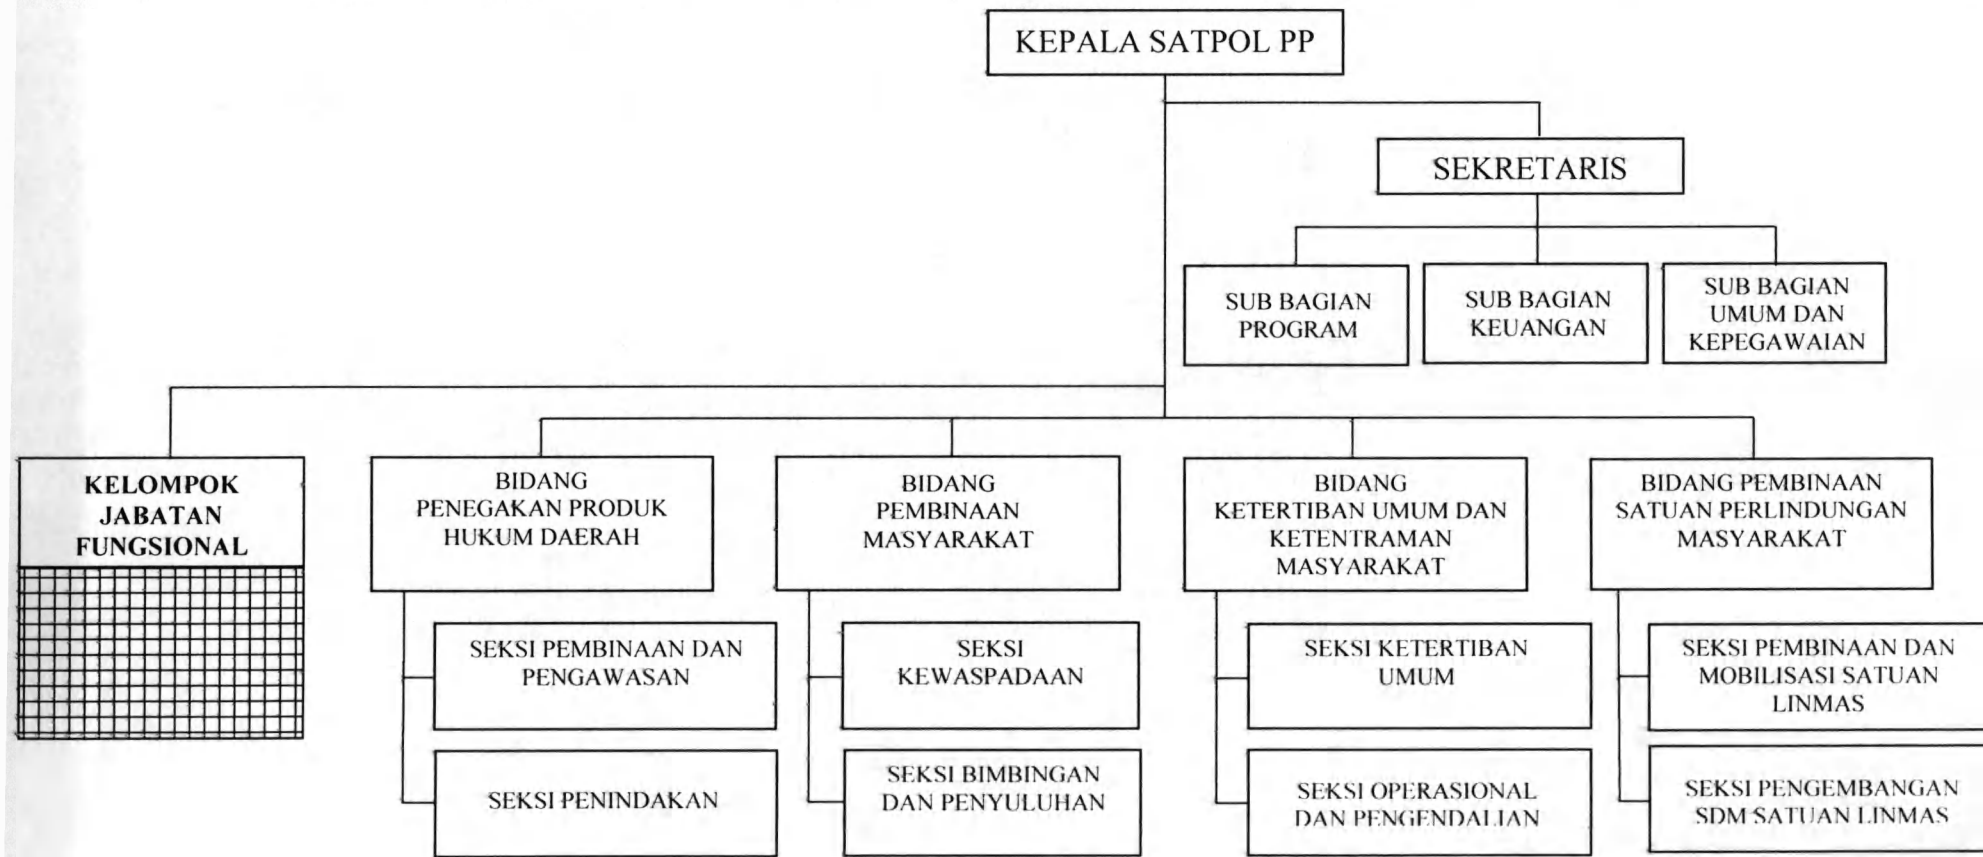 KEPALA SATPOL PP
SEKRETARIS
SUB BAGIAN
PROGRAM
SUB BAGIAN
KEUANGAN
SUB BAGIAN
UMUM DAN
KEPEGAWAIAN
KELOMPOK
JABATAN
FUNGSIONAL
BIDANG
PENEGAKAN PRODUK
HUKUM DAERAH
BIDANG
PEMBINAAN
MASYARAKAT
BIDANG
KETERTIBAN UMUM DAN
KETENTRAMAN
MASYARAKAT
BIDANG PEMBINAAN
SATUAN PERLINDUNGAN
MASYARAKAT
SEKSI PEMBINAAN DAN
PENGAWASAN
SEKSI
KEWASPADAAN
SEKSI KETERTIBAN
UMUM
SEKSI PEMBINAAN DAN
MOBILISASI SATUAN
LINMAS
SEKSI PENINDAKAN
SEKSI BIMBINGAN
DAN PENYULUHAN
SEKSI OPERASIONAL
DAN PENGENDALIAN
SEKSI PENGEMBANGAN
SDM SATUAN LINMAS